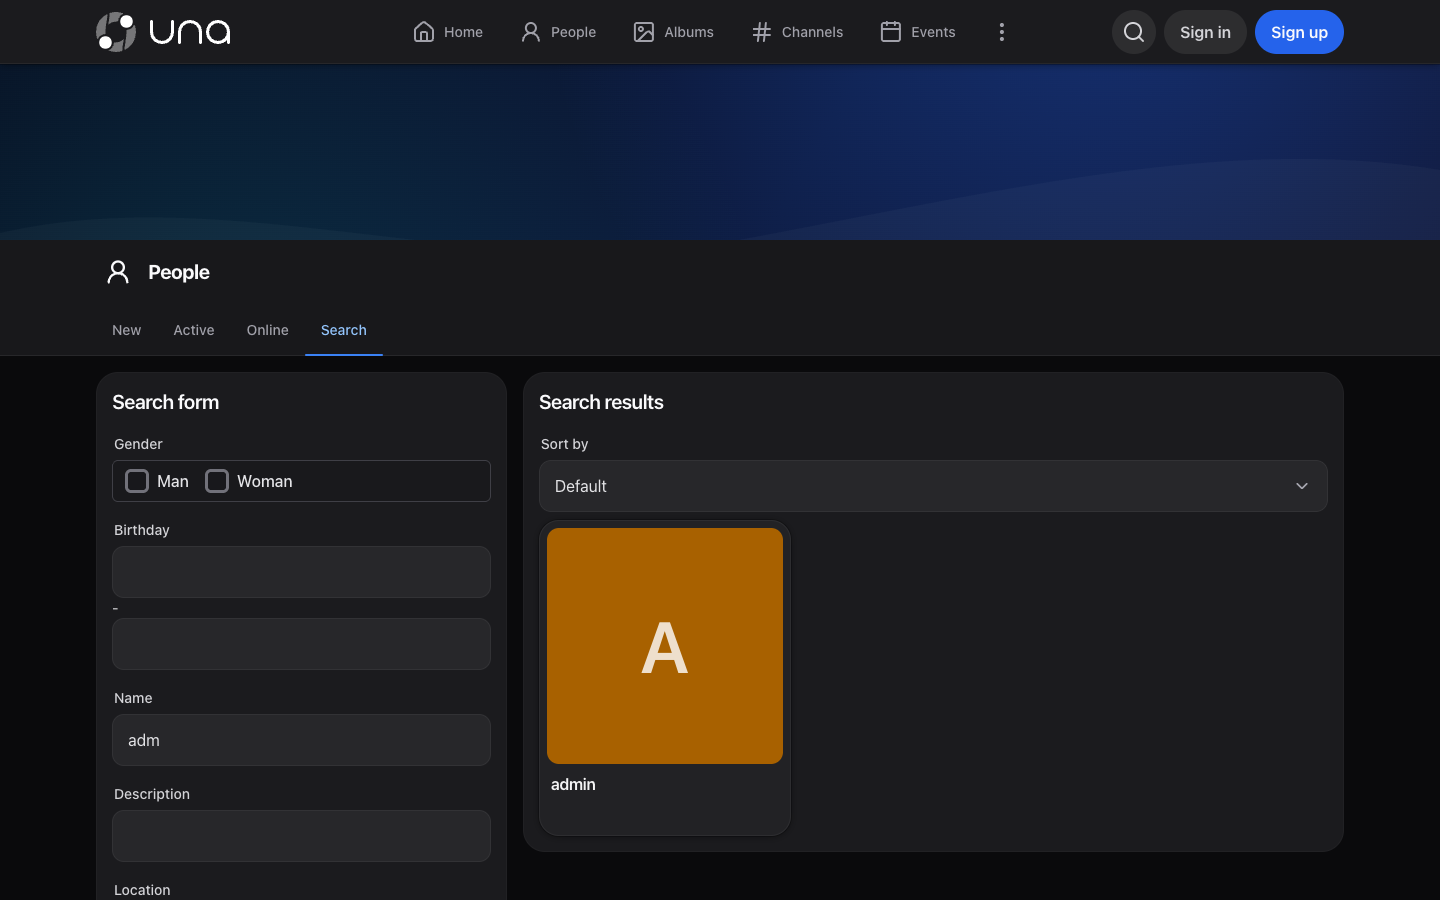 una
Home
People
Albums
Channels
Events
Sign in
Sign up
People
New
Active
Online
Search
Search form
Gender
Man
Woman
Birthday
-
Name
adm
Description
Location
Search results
Sort by
Default
A
admin